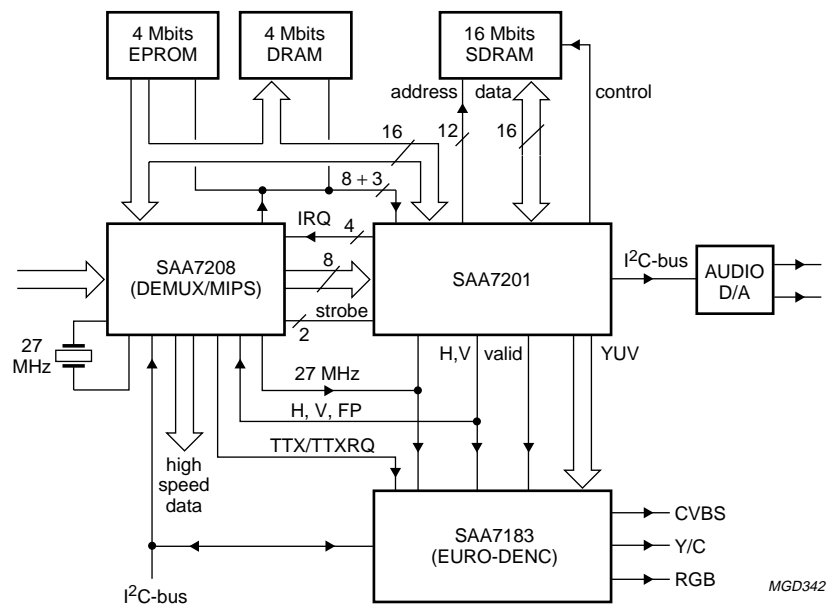 4 Mbits
EPROM
4 Mbits
DRAM
16 Mbits
SDRAM
address
data
control
16
12
16
8 + 3
IRQ
4
SAA7208
(DEMUX/MIPS)
8
SAA7201
I²C-bus
AUDIO
D/A
strobe
2
27
MHz
H,V
valid
YUV
27 MHz
H, V, FP
TTX/TTXRQ
high
speed
data
SAA7183
(EURO-DENC)
CVBS
Y/C
RGB
I²C-bus
MGD342